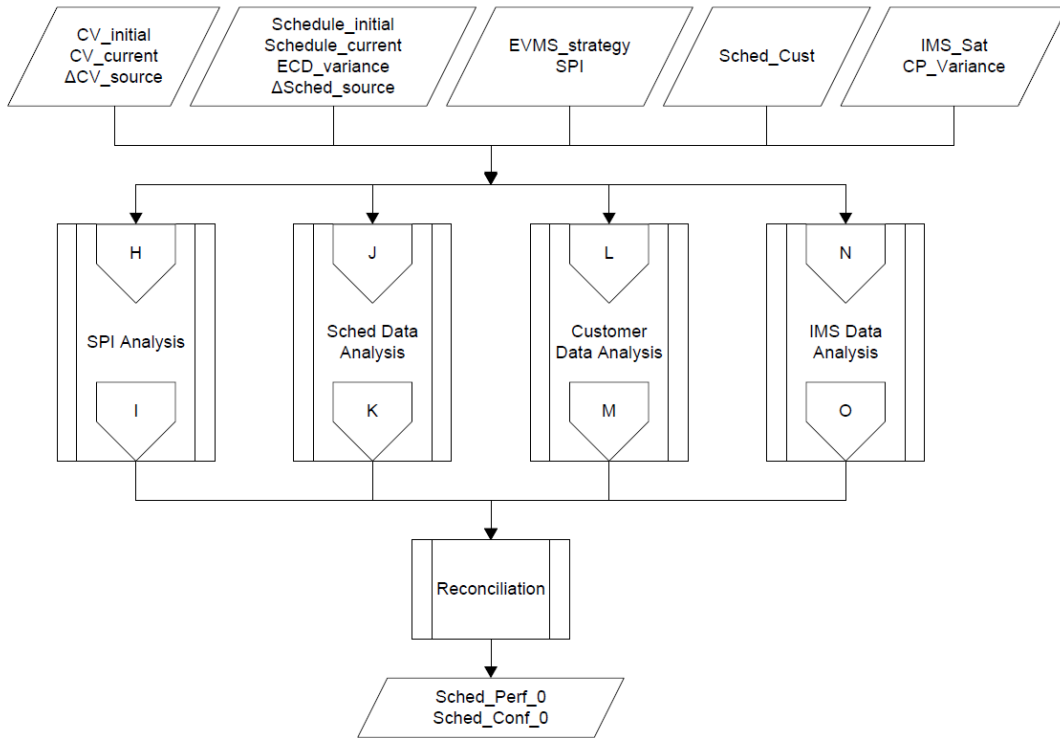 CV_initial
CV_current
ΔCV_source
Schedule_initial
Schedule_current
ECD_variance
ΔSched_source
EVMS_strategy
SPI
Sched_Cust
IMS_Sat
CP_Variance
H
J
L
N
SPI Analysis
Sched Data
Analysis
Customer
Data Analysis
IMS Data
Analysis
I
K
M
O
Reconciliation
Sched_Perf_0
Sched_Conf_0